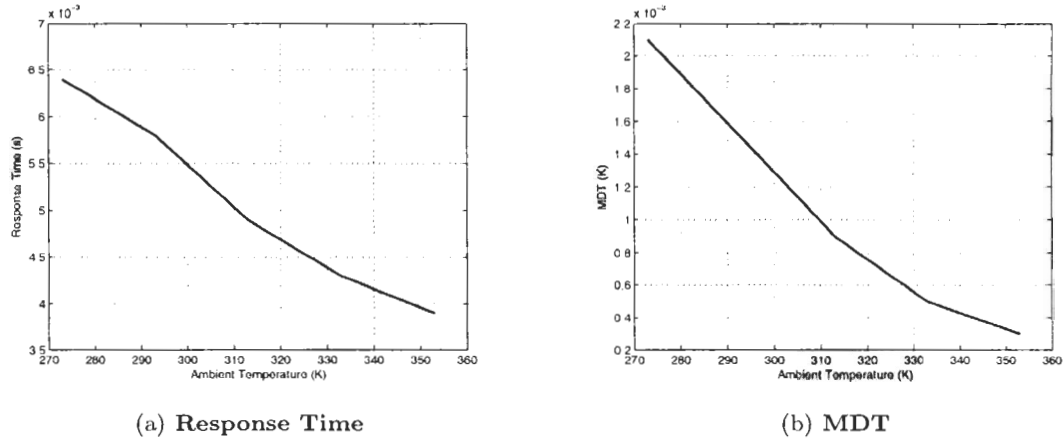 x 10⁻³
7
6 5
6
5 5
5
4 5
4
3 5
Response Time (s)
270 280 290 300 310 320 330 340 350 360
Ambient Temperature (K)
(a) Response Time
x 10⁻³
2 2
2
1 8
1 6
1 4
1 2
1
0 8
0 6
0 4
0 2
MDT (K)
270 280 290 300 310 320 330 340 350 360
Ambient Temperature (K)
(b) MDT